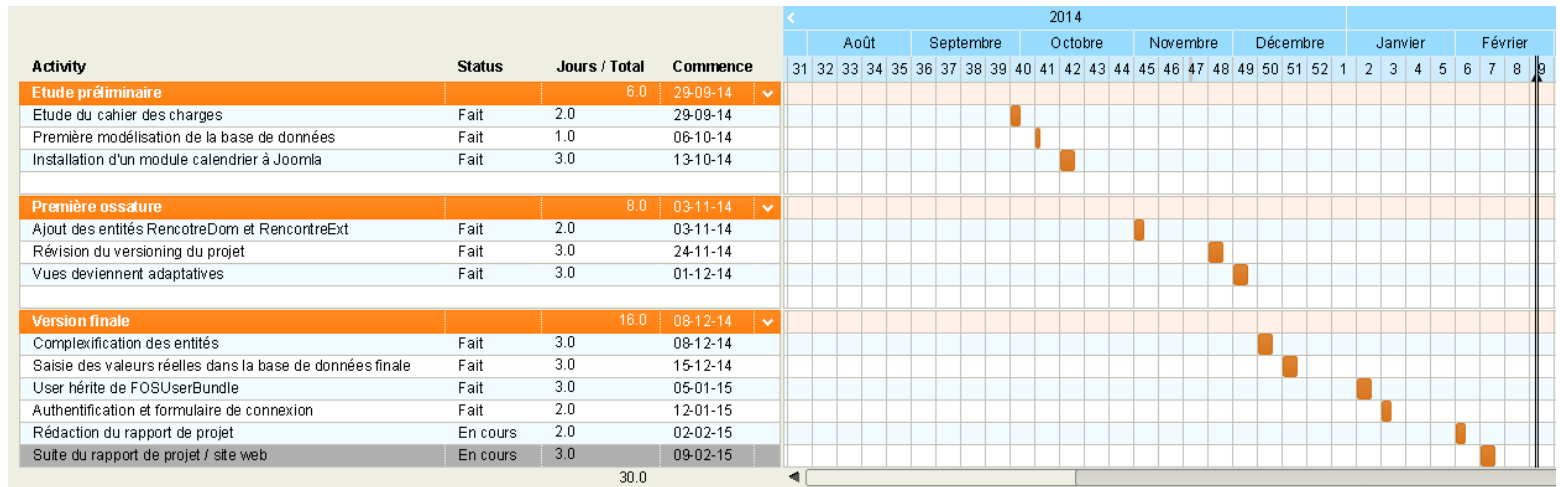 2014
Août Septembre Octobre Novembre Décembre Janvier Février
Activity Status Jours / Total Commence 31 32 33 34 35 36 37 38 39 40 41 42 43 44 45 46 47 48 49 50 51 52 1 2 3 4 5 6 7 8 9
Etude préliminaire 6.0 29-09-14
Etude du cahier des charges Fait 2.0 29-09-14
Première modélisation de la base de données Fait 1.0 06-10-14
Installation d'un module calendrier à Joomla Fait 3.0 13-10-14
Première ossature 8.0 03-11-14
Ajout des entités RencotreDom et RencontreExt Fait 2.0 03-11-14
Révision du versioning du projet Fait 3.0 24-11-14
Vues deviennent adaptatives Fait 3.0 01-12-14
Version finale 16.0 08-12-14
Complexification des entités Fait 3.0 08-12-14
Saisie des valeurs réelles dans la base de données finale Fait 3.0 15-12-14
User hérite de FOSUserBundle Fait 3.0 05-01-15
Authentification et formulaire de connexion Fait 2.0 12-01-15
Rédaction du rapport de projet En cours 2.0 02-02-15
Suite du rapport de projet / site web En cours 3.0 09-02-15
30.0